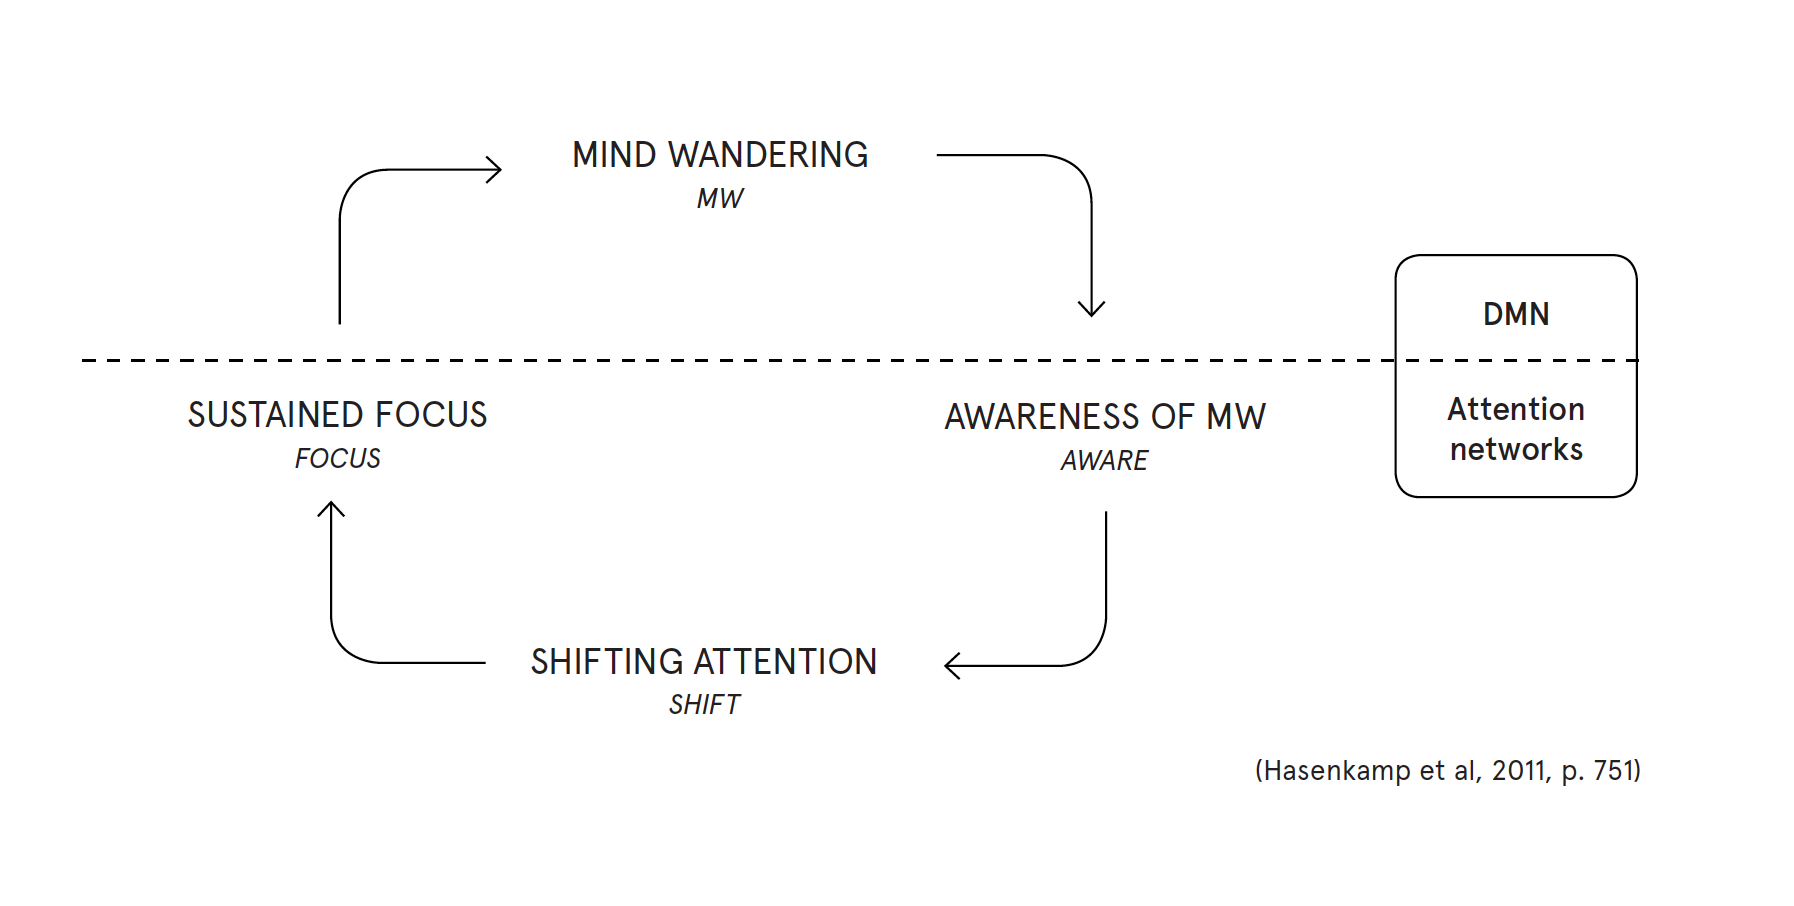 MIND WANDERING
MW
DMN
SUSTAINED FOCUS
FOCUS
AWARENESS OF MW
AWARE
Attention
networks
SHIFTING ATTENTION
SHIFT
(Hasenkamp et al, 2011, p. 751)